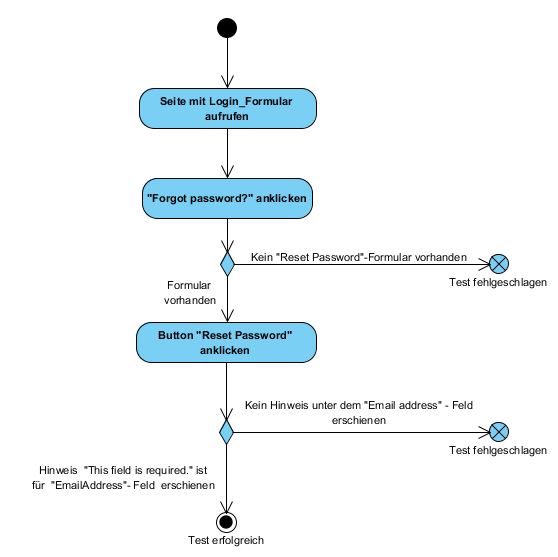 Seite mit Login_Formular
aufrufen
"Forgot password?" anklicken
Kein "Reset Password"-Formular vorhanden
Test fehlgeschlagen
Formular
vorhanden
Button "Reset Password"
anklicken
Kein Hinweis unter dem "Email address" - Feld
erschienen
Test fehlgeschlagen
Hinweis "This field is required." ist
für "EmailAddress"- Feld erschienen
Test erfolgreich